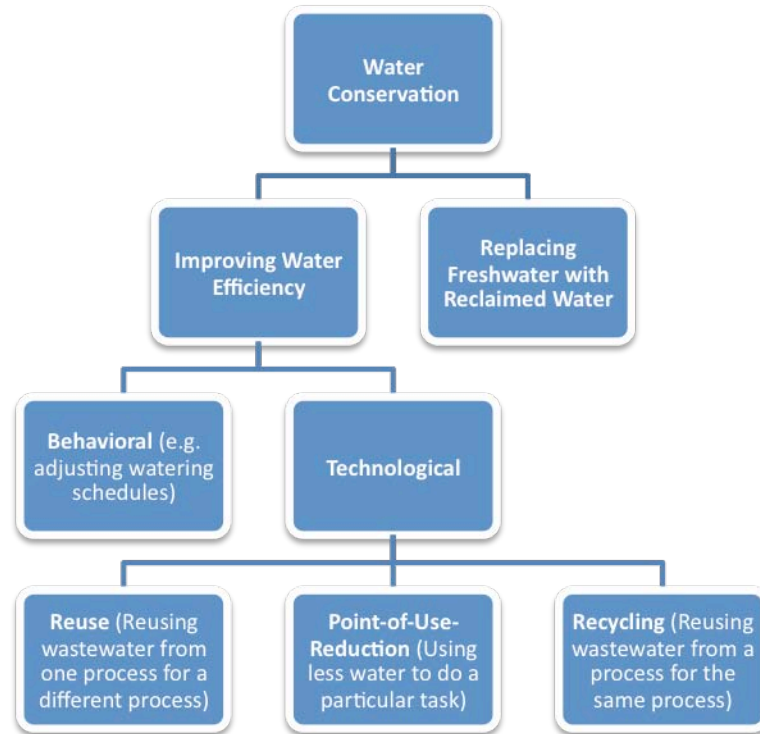 Water
Conservation
Improving Water
Efficiency
Replacing
Freshwater with
Reclaimed Water
Behavioral (e.g.
adjusting watering
schedules)
Technological
Reuse (Reusing
wastewater from
one process for a
different process)
Point-of-Use-
Reduction (Using
less water to do a
particular task)
Recycling (Reusing
wastewater from a
process for the
same process)